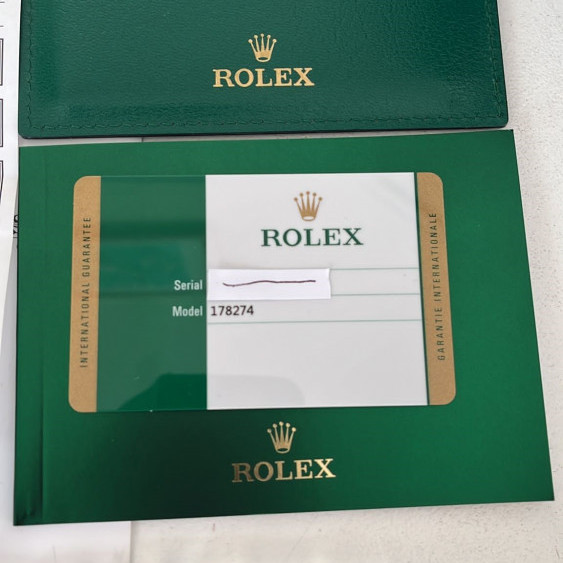 ROLEX
INTERNATIONAL GUARANTEE
ROLEX
Serial
Model 178274
GARANTIE INTERNATIONALE
ROLEX